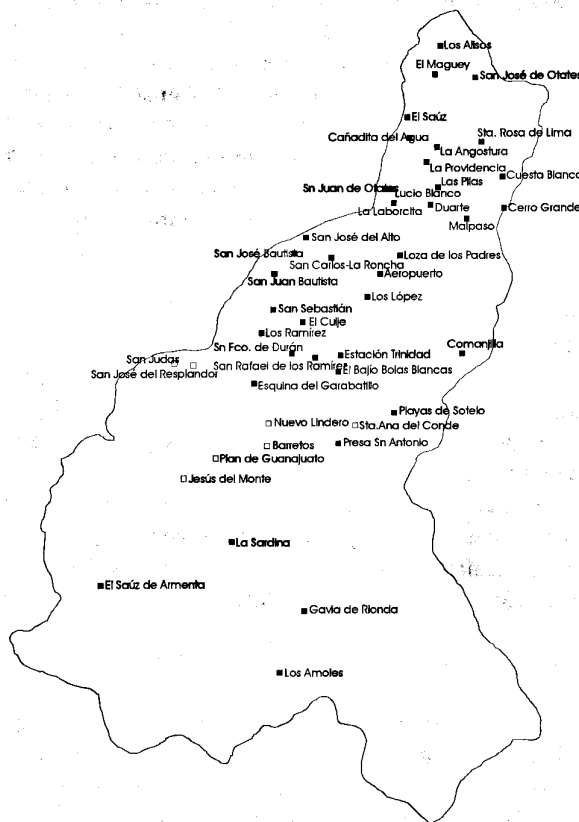 Los Alisos
El Maguey
San José de Otates
El Saúz
Cañadita del Agua
Sta. Rosa de Lima
La Angostura
La Providencia
Cuesta Blanca
Las Pilas
Sn Juan de Otates
Lucio Blanco
La Laborcita
Duarte
Cerro Grande
Malpaso
San José del Alto
San José Bautista
San Carlos-La Roncha
Loza de los Padres
San Juan Bautista
Aeropuerto
Los López
San Sebastián
El Cuije
Los Ramírez
Sn Fco. de Durán
Estación Trinidad
Comanjilla
San Judas
San Rafael de los Ramírez
San José del Resplandor
El Bajío Bolas Blancas
Esquina del Garabatillo
Playas de Sotelo
Nuevo Lindero
Sta.Ana del Conde
Barretos
Presa Sn Antonio
Plan de Guanajuato
Jesús del Monte
La Sardina
El Saúz de Armenta
Gavia de Rionda
Los Amoles